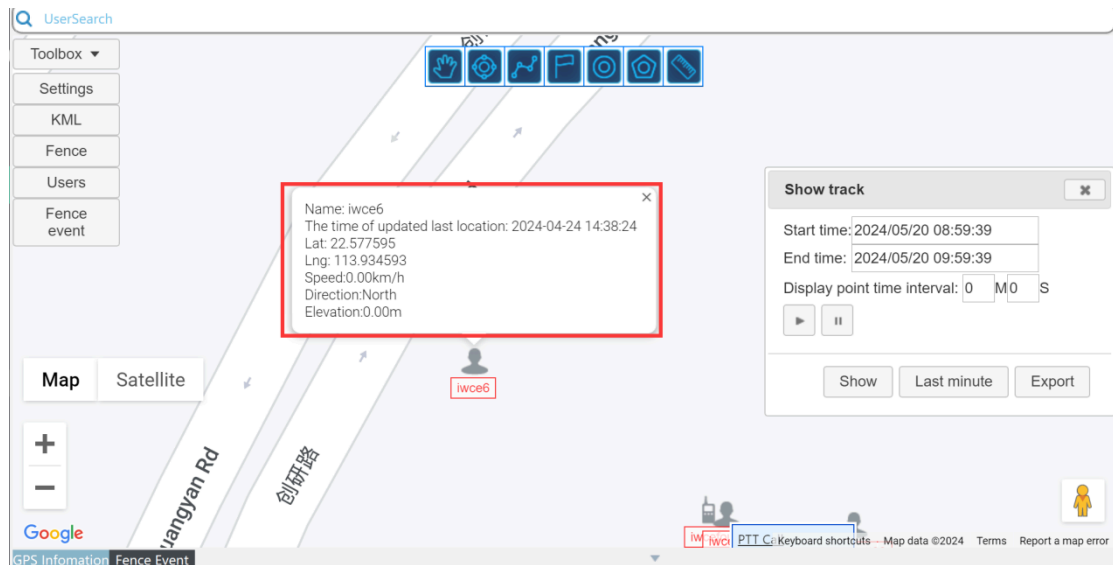 UserSearch
Toolbox
Settings
KML
Fence
Users
Fence
event
Name: iwce6
The time of updated last location: 2024-04-24 14:38:24
Lat: 22.577595
Lng: 113.934593
Speed:0.00km/h
Direction:North
Elevation:0.00m
iwce6
Show track
Start time: 2024/05/20 08:59:39
End time: 2024/05/20 09:59:39
Display point time interval: 0 M 0 S
Show Last minute Export
Map Satellite
创研路
Rd
Google
PTT
Keyboard shortcuts Map data ©2024 Terms Report a map error
GPS Infomation Fence Event